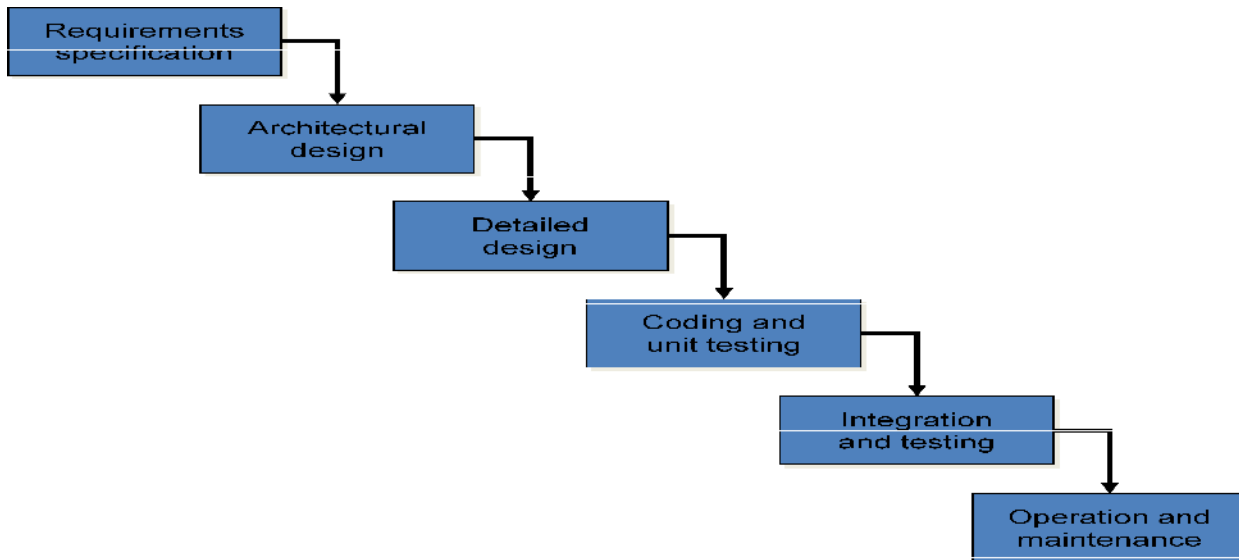 Requirements
specification
Architectural
design
Detailed
design
Coding and
unit testing
Integration
and testing
Operation and
maintenance